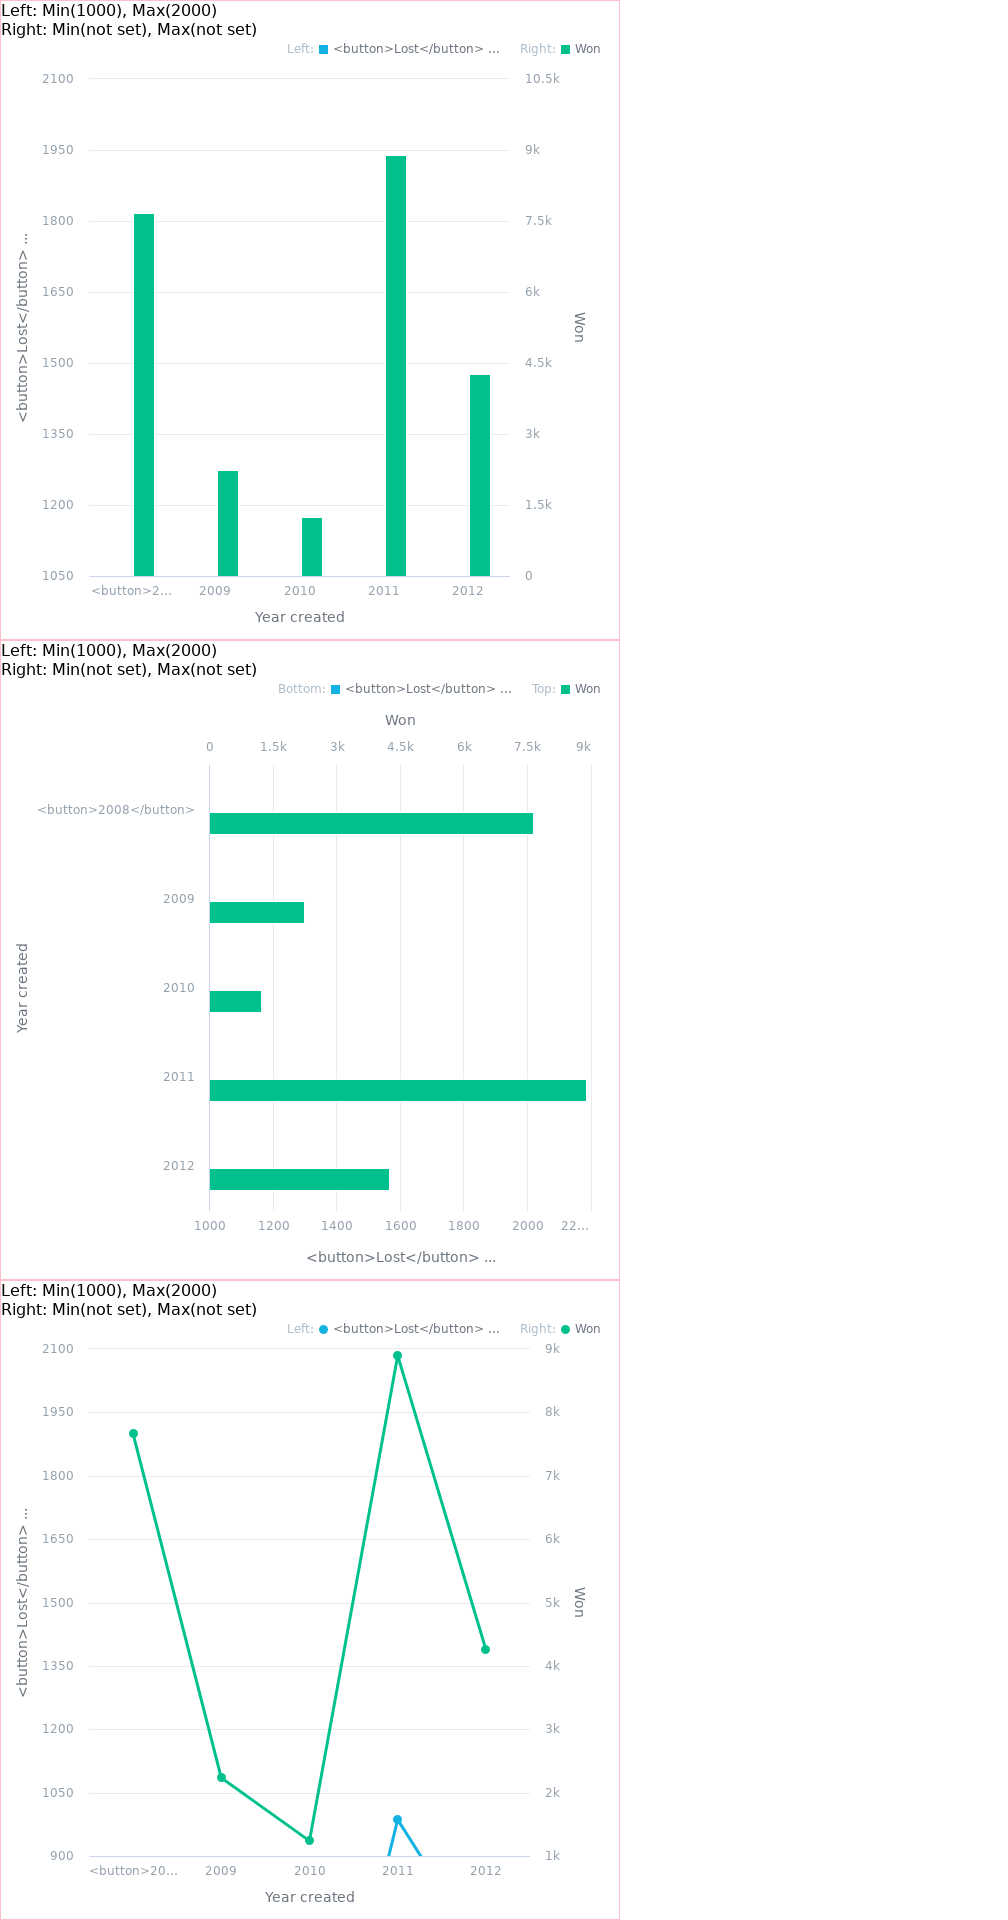 Left: Min(1000), Max(2000)
Right: Min(not set), Max(not set)
Left: <button>Lost</button> ... Right: Won
2100 10.5k
1950 9k
1800 7.5k
1650 6k
1500 4.5k
1350 3k
1200 1.5k
1050 0
<button>Lost</button> ...
Won
<button>2... 2009 2010 2011 2012
Year created
Left: Min(1000), Max(2000)
Right: Min(not set), Max(not set)
Bottom: <button>Lost</button> ... Top: Won
Won
0 1.5k 3k 4.5k 6k 7.5k 9k
<button>2008</button>
2009
2010
2011
2012
Year created
1000 1200 1400 1600 1800 2000 22...
<button>Lost</button> ...
Left: Min(1000), Max(2000)
Right: Min(not set), Max(not set)
Left: <button>Lost</button> ... Right: Won
2100 9k
1950 8k
1800 7k
1650 6k
1500 5k
1350 4k
1200 3k
1050 2k
900 1k
<button>Lost</button> ...
Won
<button>20... 2009 2010 2011 2012
Year created